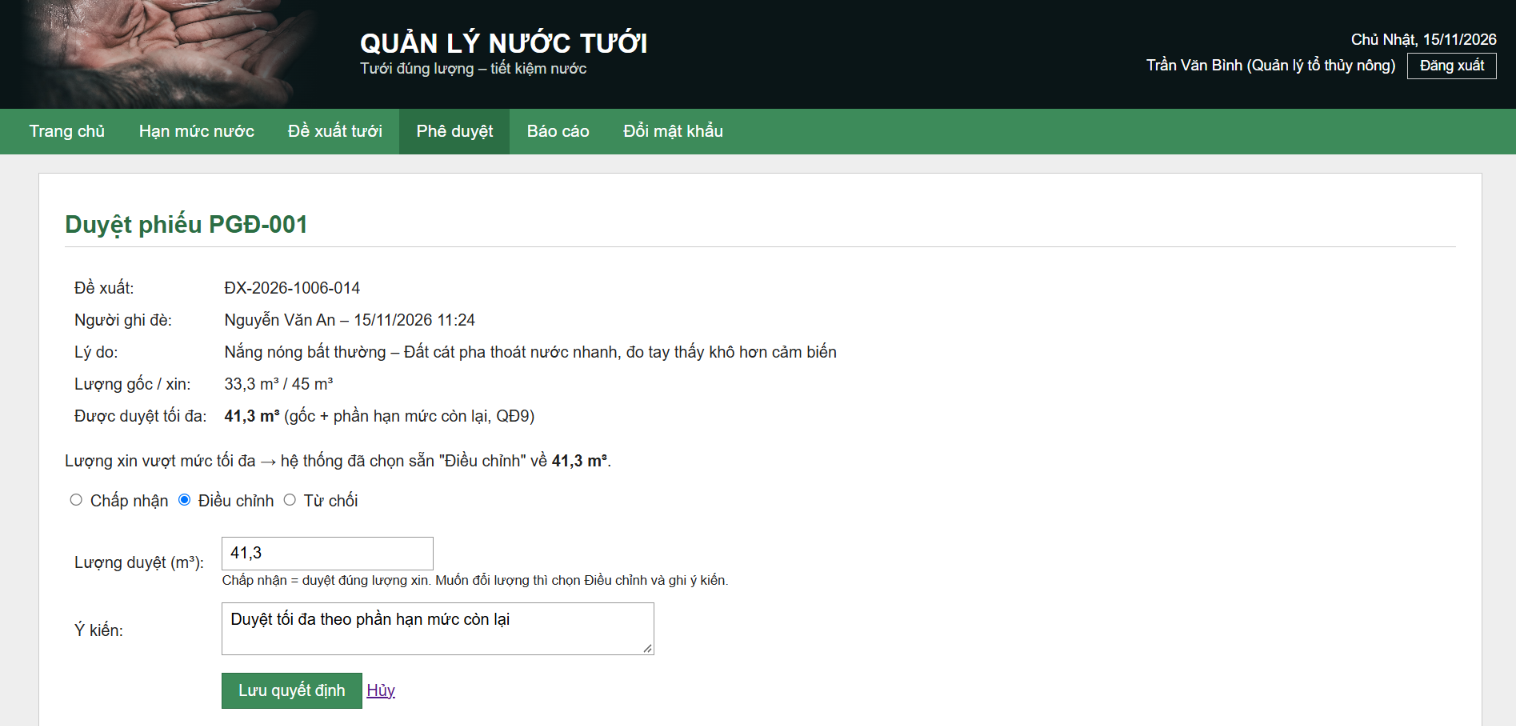 QUẢN LÝ NƯỚC TƯỚI
Tưới đúng lượng – tiết kiệm nước
Chủ Nhật, 15/11/2026
Trần Văn Bình (Quản lý tổ thủy nông) Đăng xuất
Trang chủ Hạn mức nước Đề xuất tưới Phê duyệt Báo cáo Đổi mật khẩu
Duyệt phiếu PGĐ-001
Đề xuất: ĐX-2026-1006-014
Người ghi đè: Nguyễn Văn An – 15/11/2026 11:24
Lý do: Nắng nóng bất thường – Đất cát pha thoát nước nhanh, đo tay thấy khô hơn cảm biến
Lượng gốc / xin: 33,3 m³ / 45 m³
Được duyệt tối đa: 41,3 m³ (gốc + phần hạn mức còn lại, QĐ9)
Lượng xin vượt mức tối đa → hệ thống đã chọn sẵn "Điều chỉnh" về 41,3 m³.
Chấp nhận Điều chỉnh Từ chối
Lượng duyệt (m³): 41,3
Chấp nhận = duyệt đúng lượng xin. Muốn đổi lượng thì chọn Điều chỉnh và ghi ý kiến.
Ý kiến: Duyệt tối đa theo phần hạn mức còn lại
Lưu quyết định Hủy